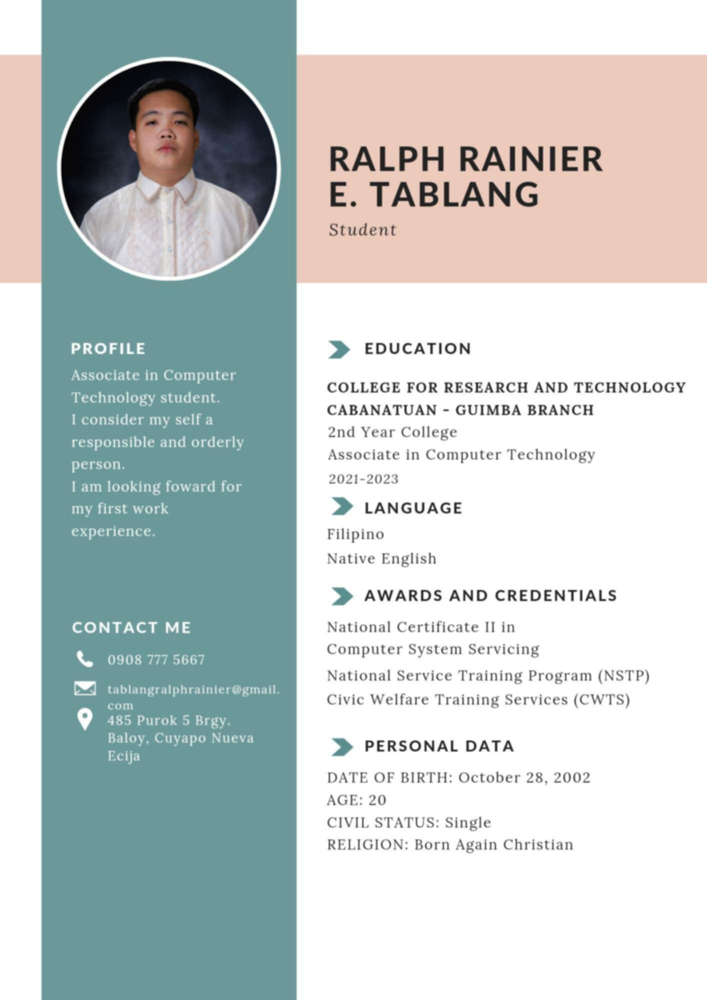 RALPH RAINIER
E. TABLANG
Student
PROFILE
Associate in Computer
Technology student.
I consider my self a
responsible and orderly
person.
I am looking foward for
my first work
experience.
CONTACT ME
0908 777 5667
tablangralphrainier@gmail.
com
485 Purok 5 Brgy.
Baloy, Cuyapo Nueva
Ecija
EDUCATION
COLLEGE FOR RESEARCH AND TECHNOLOGY
CABANATUAN - GUIMBA BRANCH
2nd Year College
Associate in Computer Technology
2021-2023
LANGUAGE
Filipino
Native English
AWARDS AND CREDENTIALS
National Certificate II in
Computer System Servicing
National Service Training Program (NSTP)
Civic Welfare Training Services (CWTS)
PERSONAL DATA
DATE OF BIRTH: October 28, 2002
AGE: 20
CIVIL STATUS: Single
RELIGION: Born Again Christian